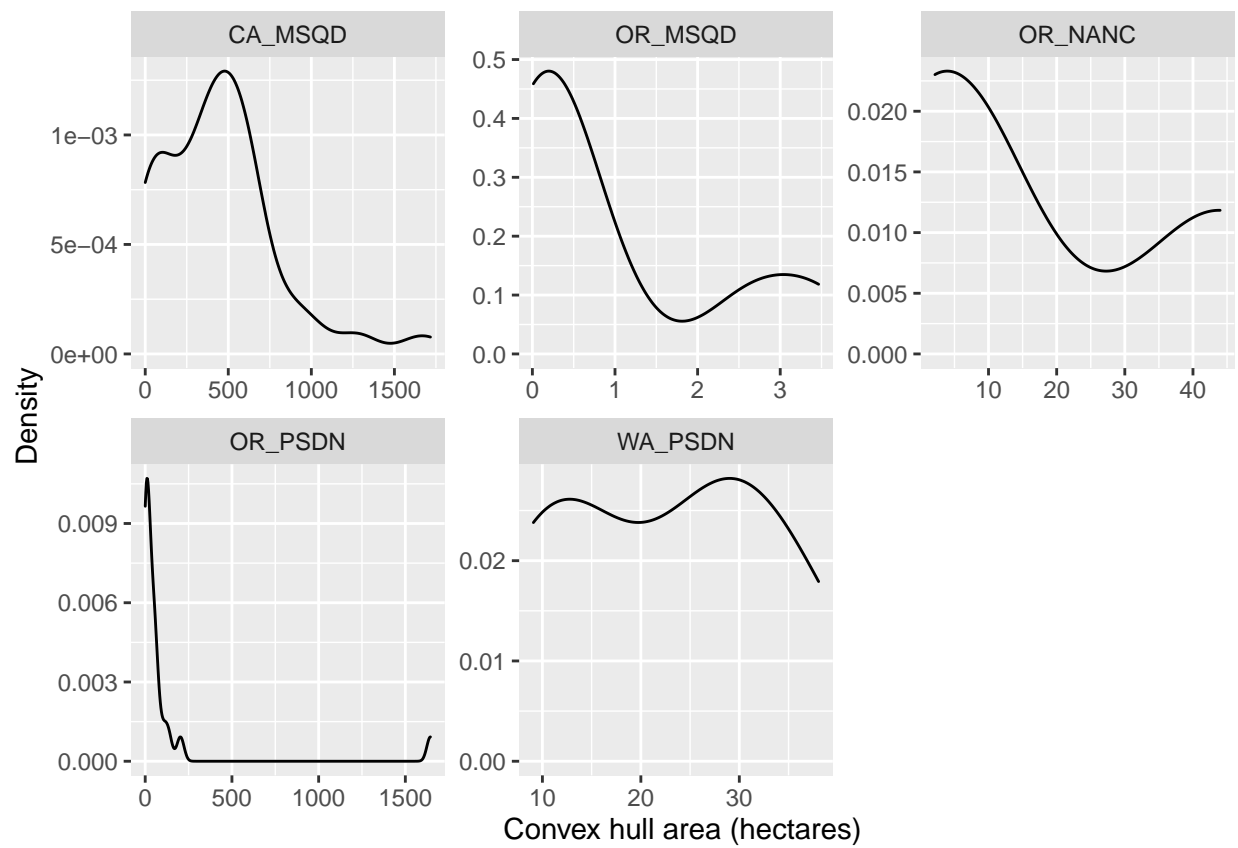 CA_MSQD
OR_MSQD
OR_NANC
0e+00
5e−04
1e−03
0 500 1000 1500
0.0
0.1
0.2
0.3
0.4
0.5
0 1 2 3
0.000
0.005
0.010
0.015
0.020
10 20 30 40
OR_PSDN
WA_PSDN
0.000
0.003
0.006
0.009
0 500 1000 1500
0.00
0.01
0.02
10 20 30
Density
Convex hull area (hectares)